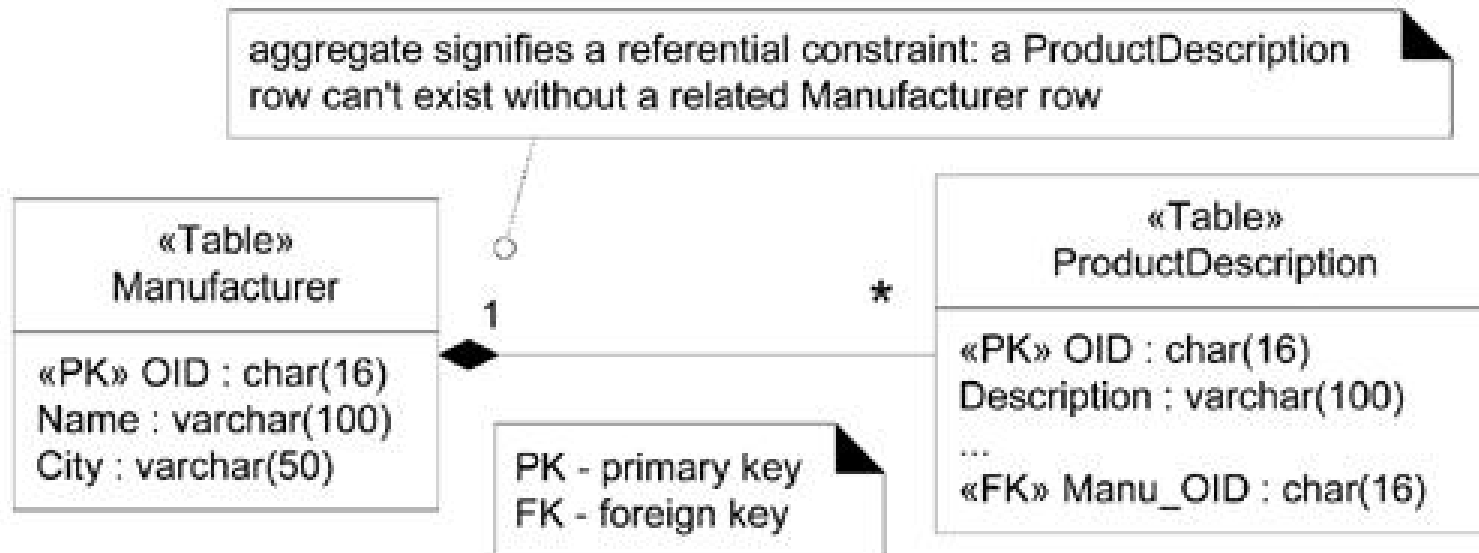 aggregate signifies a referential constraint: a ProductDescription
row can't exist without a related Manufacturer row
«Table»
Manufacturer
«PK» OID : char(16)
Name : varchar(100)
City : varchar(50)
1
*
«Table»
ProductDescription
«PK» OID : char(16)
Description : varchar(100)
...
«FK» Manu_OID : char(16)
PK - primary key
FK - foreign key